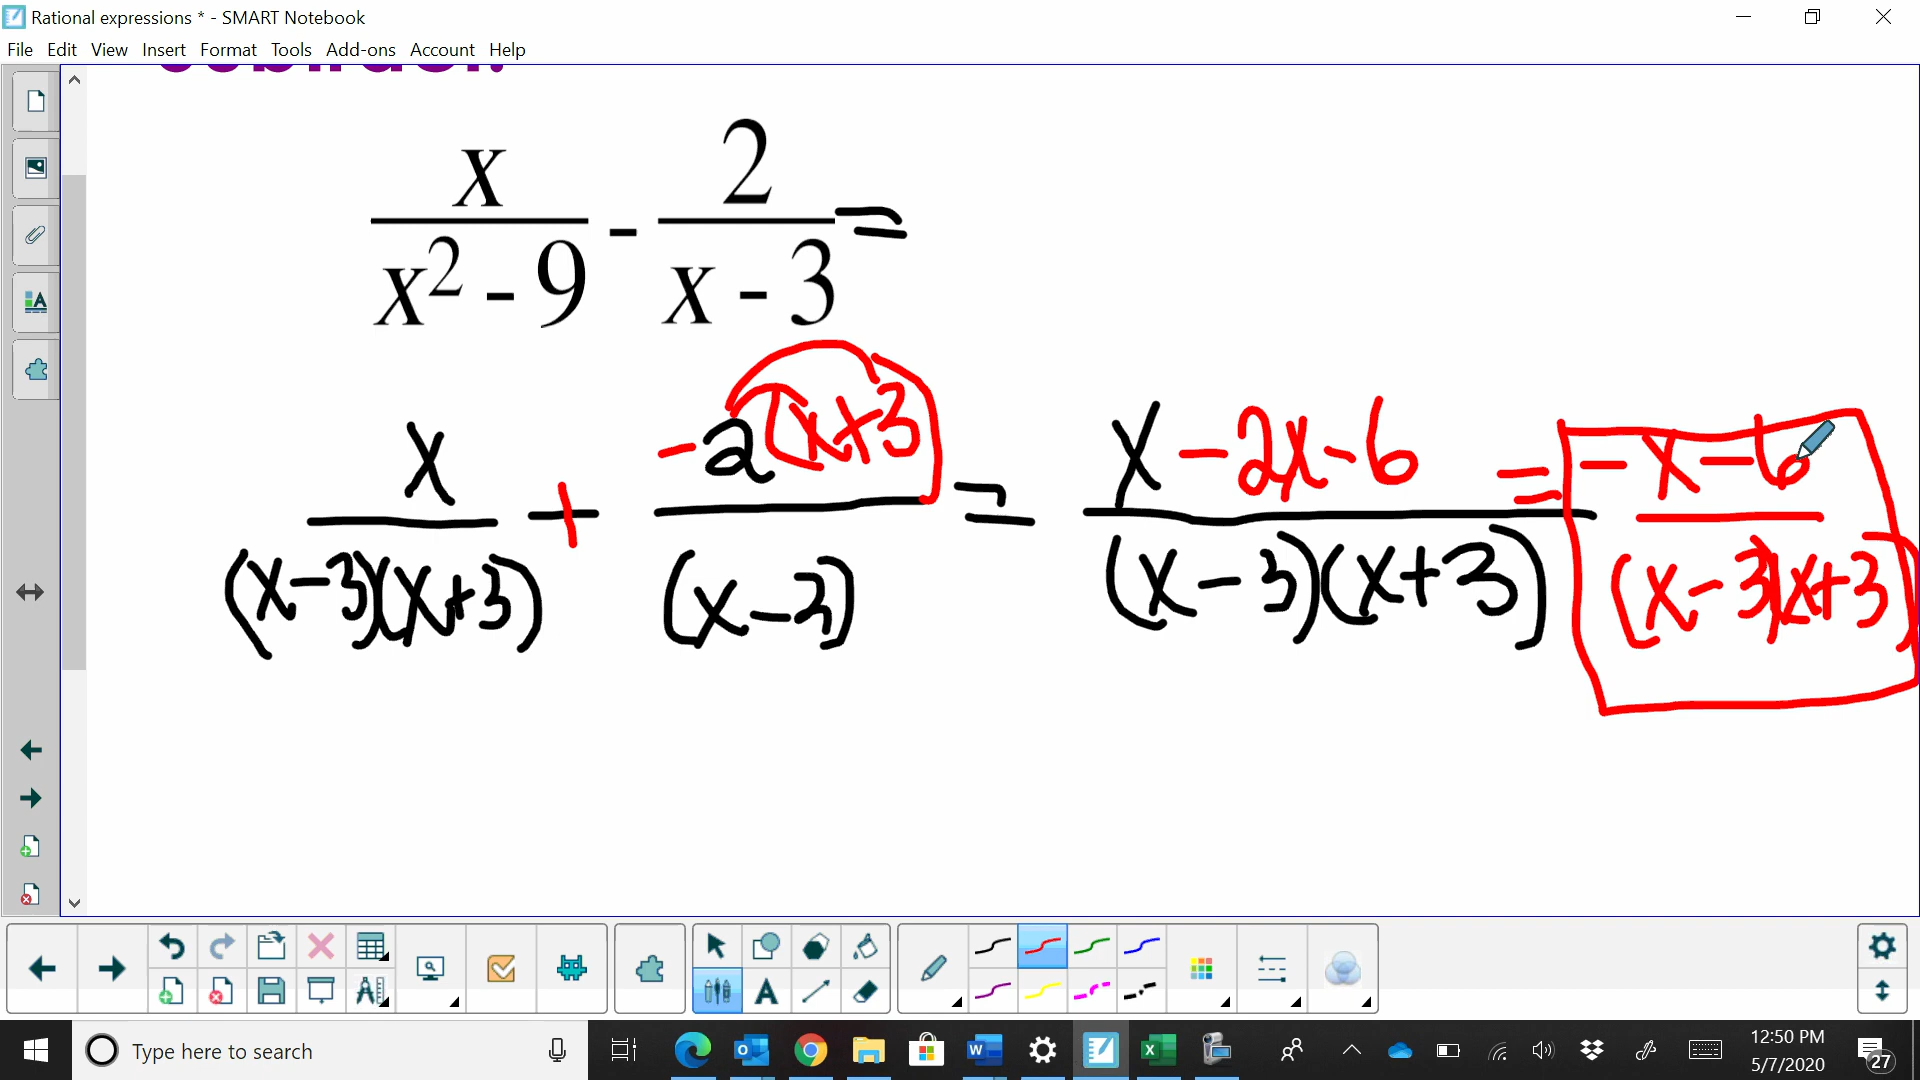 Rational expressions * - SMART Notebook
File Edit View Insert Format Tools Add-ons Account Help
x/(x² - 9) - 2/(x - 3) =
x/((x-3)(x+3)) + -2(x+3)/(x-3) = (x-2x-6)/((x-3)(x+3)) = (-x-6)/((x-3)(x+3))
Type here to search
12:50 PM
5/7/2020
27